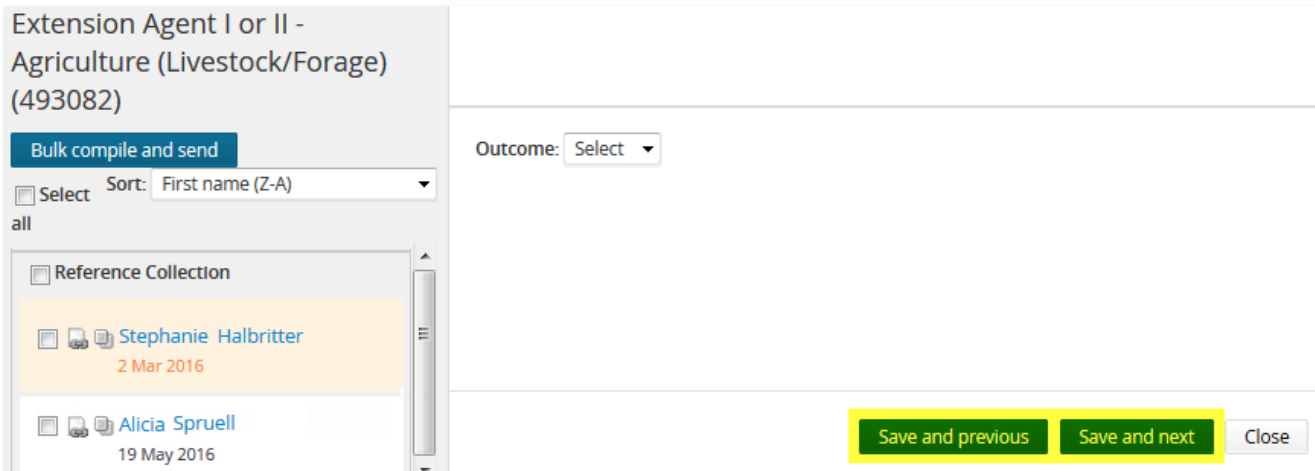 Extension Agent I or II -
Agriculture (Livestock/Forage)
(493082)
Bulk compile and send
Select all
Sort: First name (Z-A)
Reference Collection
Stephanie Halbritter
2 Mar 2016
Alicia Spruell
19 May 2016
Outcome: Select
Save and previous Save and next Close